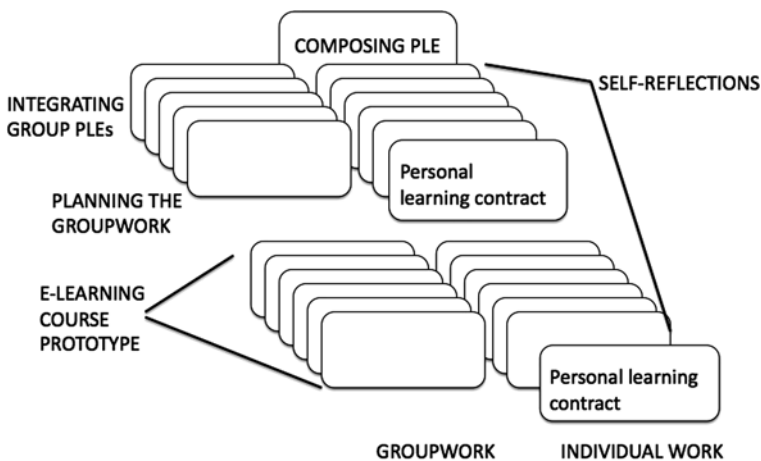 COMPOSING PLE
SELF-REFLECTIONS
INTEGRATING
GROUP PLEs
Personal
learning contract
PLANNING THE
GROUPWORK
E-LEARNING
COURSE
PROTOTYPE
Personal learning
contract
GROUPWORK
INDIVIDUAL WORK